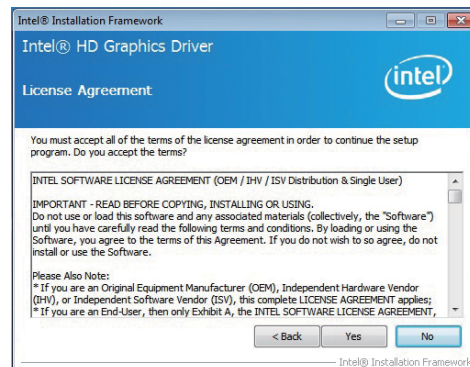 Intel® Installation Framework
Intel® HD Graphics Driver
intel
License Agreement
You must accept all of the terms of the license agreement in order to continue the setup
program. Do you accept the terms?
INTEL SOFTWARE LICENSE AGREEMENT (OEM / IHV / ISV Distribution & Single User)
IMPORTANT - READ BEFORE COPYING, INSTALLING OR USING.
Do not use or load this software and any associated materials (collectively, the "Software")
until you have carefully read the following terms and conditions. By loading or using the
Software, you agree to the terms of this Agreement. If you do not wish to so agree, do not
install or use the Software.
Please Also Note:
* If you are an Original Equipment Manufacturer (OEM), Independent Hardware Vendor
(IHV), or Independent Software Vendor (ISV), this complete LICENSE AGREEMENT applies;
* If you are an End-User, then only Exhibit A, the INTEL SOFTWARE LICENSE AGREEMENT,
< Back Yes No
Intel® Installation Framework